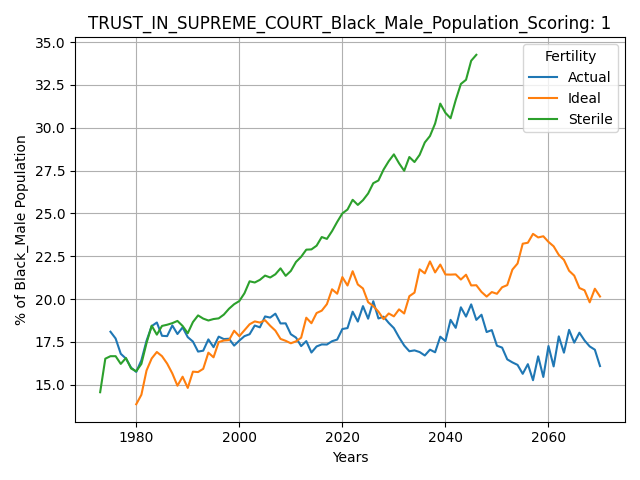 TRUST_IN_SUPREME_COURT_Black_Male_Population_Scoring: 1
Fertility
Actual
Ideal
Sterile
% of Black_Male Population
35.0
32.5
30.0
27.5
25.0
22.5
20.0
17.5
15.0
1980 2000 2020 2040 2060
Years